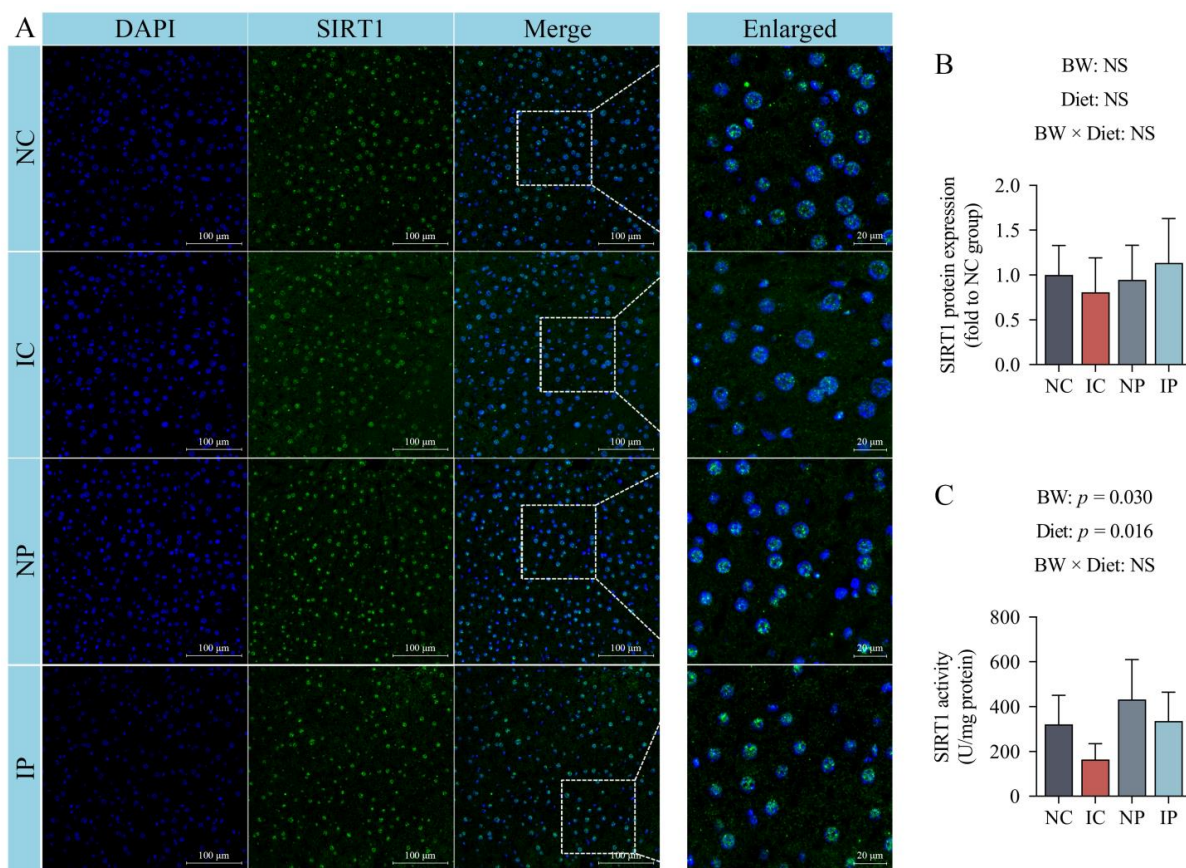 A
DAPI
SIRT1
Merge
Enlarged
NC
100 μm
100 μm
100 μm
20 μm
IC
100 μm
100 μm
100 μm
20 μm
NP
100 μm
100 μm
100 μm
20 μm
IP
100 μm
100 μm
100 μm
20 μm
B
BW: NS
Diet: NS
BW × Diet: NS
SIRT1 protein expression
(fold to NC group)
2.0
1.5
1.0
0.5
0.0
NC IC NP IP
C
BW: p = 0.030
Diet: p = 0.016
BW × Diet: NS
SIRT1 activity
(U/mg protein)
800
600
400
200
0
NC IC NP IP